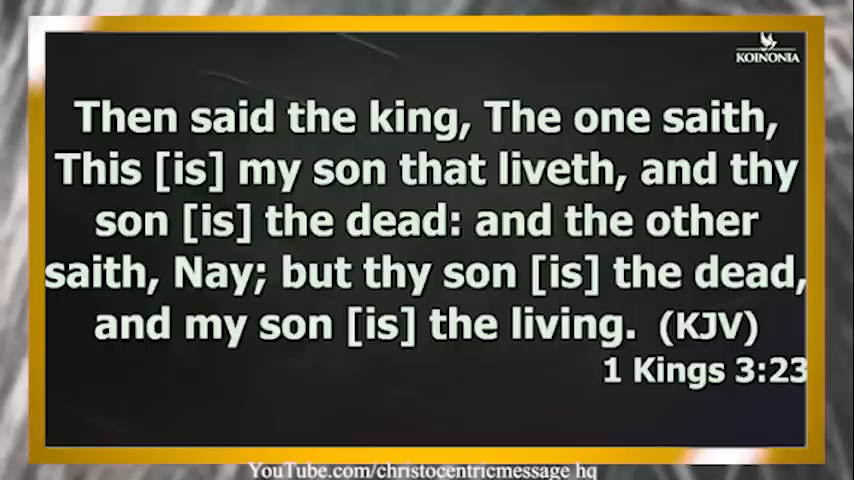 KOINONIA
Then said the king, The one saith,
This [is] my son that liveth, and thy
son [is] the dead: and the other
saith, Nay; but thy son [is] the dead,
and my son [is] the living. (KJV)
1 Kings 3:23
YouTube.com/christocentricmessage hq